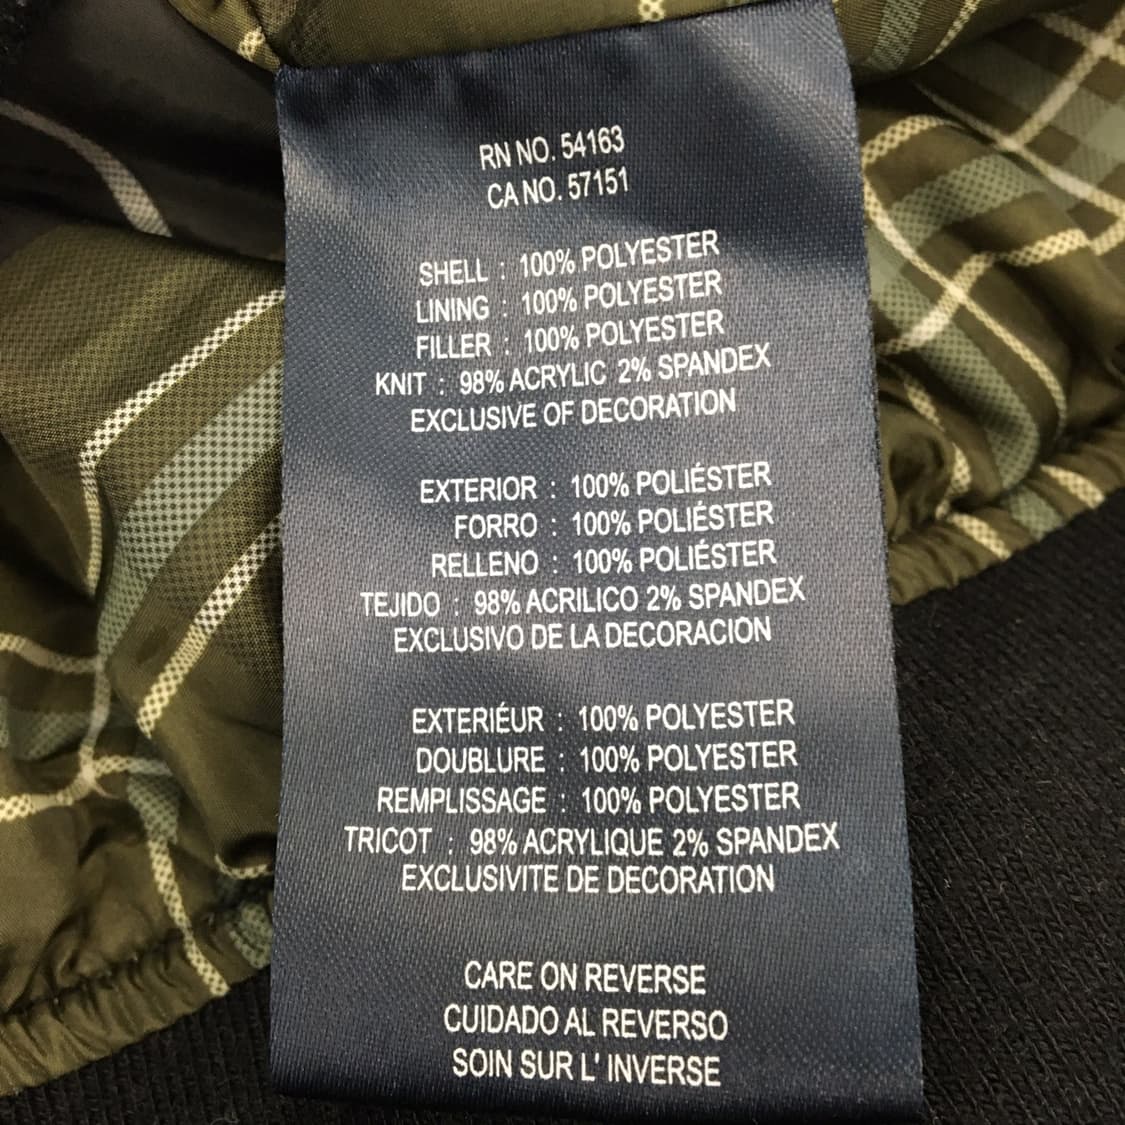 RN NO. 54163
CA NO. 57151
SHELL : 100% POLYESTER
LINING : 100% POLYESTER
FILLER : 100% POLYESTER
KNIT : 98% ACRYLIC 2% SPANDEX
EXCLUSIVE OF DECORATION
EXTERIOR : 100% POLIÉSTER
FORRO : 100% POLIÉSTER
RELLENO : 100% POLIÉSTER
TEJIDO : 98% ACRILICO 2% SPANDEX
EXCLUSIVO DE LA DECORACION
EXTERIÉUR : 100% POLYESTER
DOUBLURE : 100% POLYESTER
REMPLISSAGE : 100% POLYESTER
TRICOT : 98% ACRYLIQUE 2% SPANDEX
EXCLUSIVITE DE DECORATION
CARE ON REVERSE
CUIDADO AL REVERSO
SOIN SUR L' INVERSE